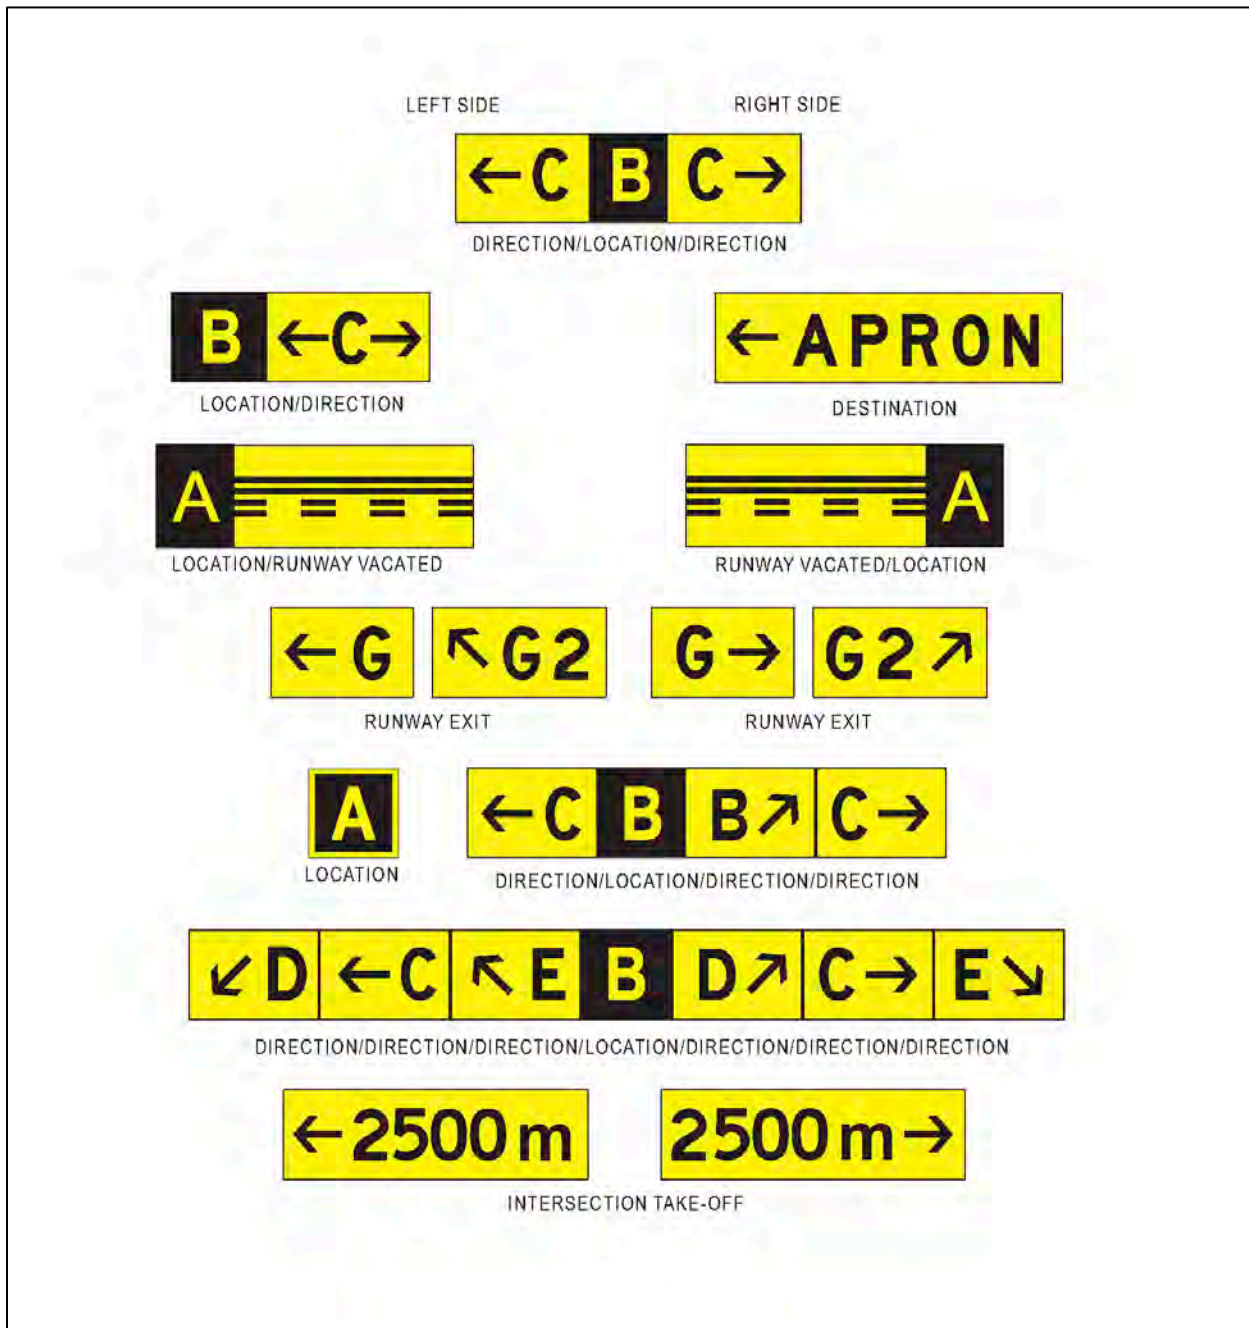 LEFT SIDE RIGHT SIDE
←C B C→
DIRECTION/LOCATION/DIRECTION
B ←C→ ←APRON
LOCATION/DIRECTION DESTINATION
A A
LOCATION/RUNWAY VACATED RUNWAY VACATED/LOCATION
←G ↖G2 G→ G2↗
RUNWAY EXIT RUNWAY EXIT
A ←C B B↗ C→
LOCATION DIRECTION/LOCATION/DIRECTION/DIRECTION
↙D ←C ↖E B D↗ C→ E↘
DIRECTION/DIRECTION/DIRECTION/LOCATION/DIRECTION/DIRECTION/DIRECTION
←2500 m 2500 m→
INTERSECTION TAKE-OFF